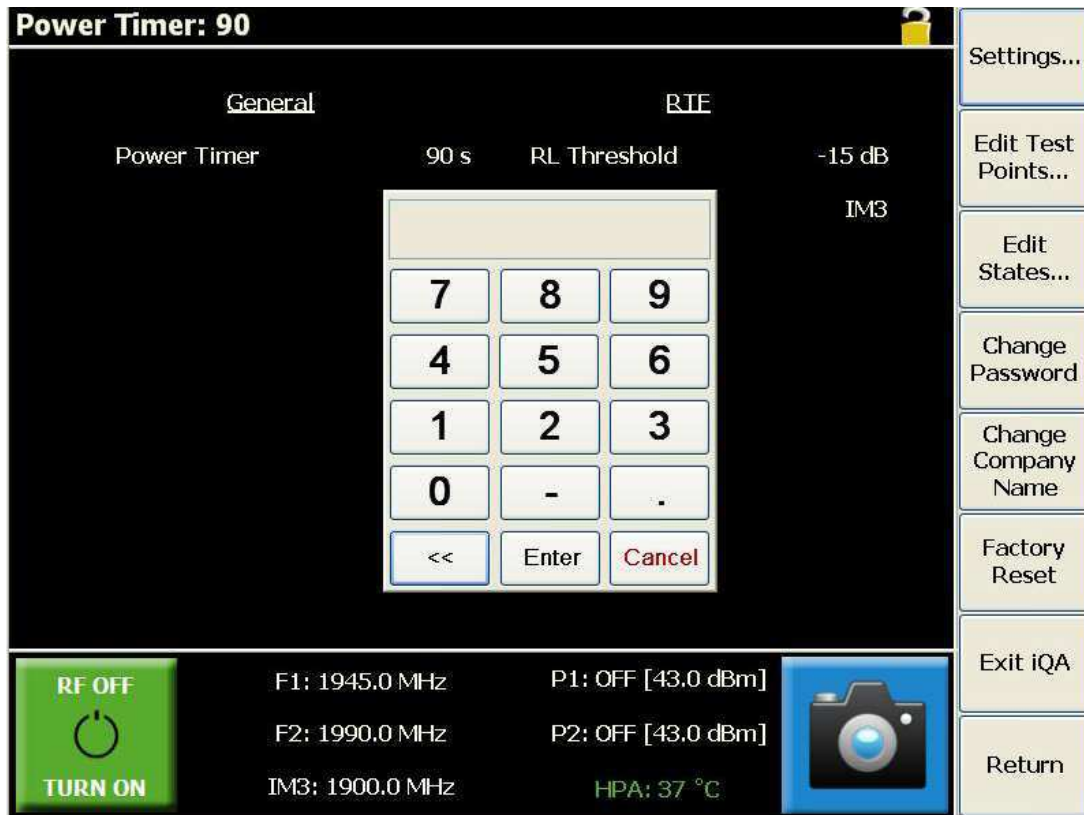 Power Timer: 90
General
RTF
Power Timer 90 s RL Threshold -15 dB
IM3
7 8 9
4 5 6
1 2 3
0 - .
<< Enter Cancel
RF OFF
TURN ON
F1: 1945.0 MHz
F2: 1990.0 MHz
IM3: 1900.0 MHz
P1: OFF [43.0 dBm]
P2: OFF [43.0 dBm]
HPA: 37 °C
Settings...
Edit Test
Points...
Edit
States...
Change
Password
Change
Company
Name
Factory
Reset
Exit iQA
Return